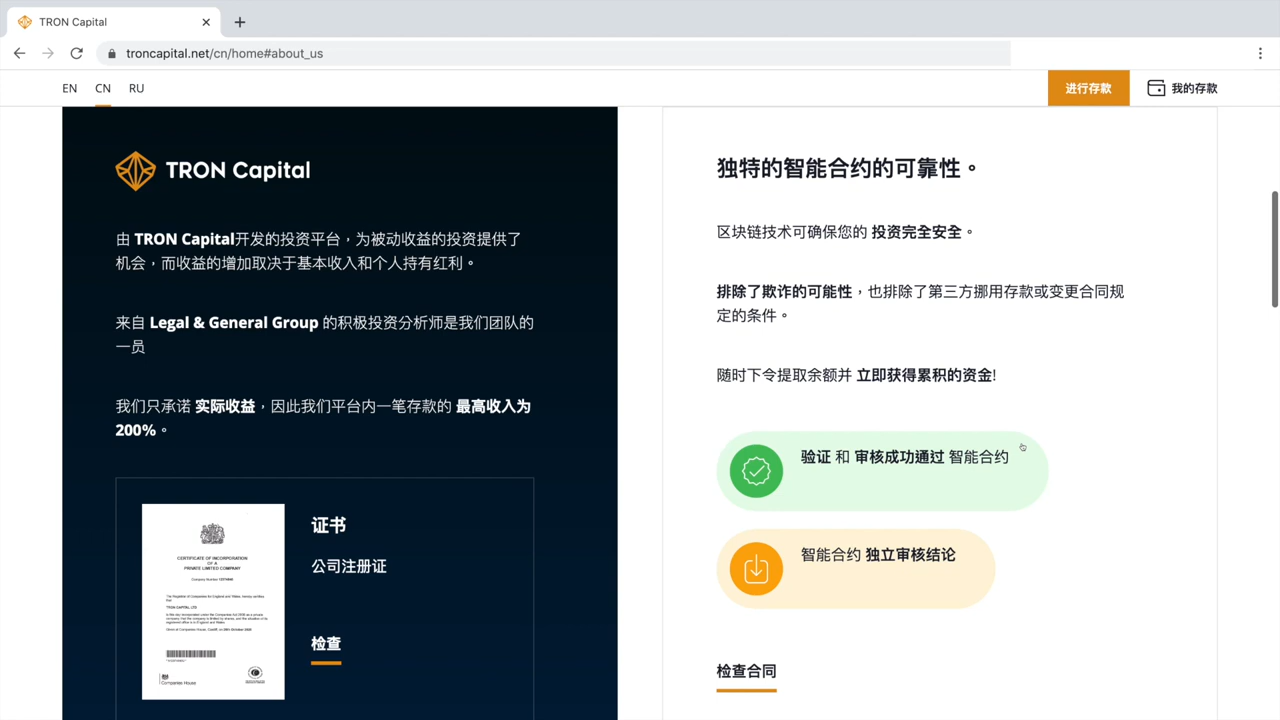 TRON Capital
troncapital.net/cn/home#about_us
EN CN RU
进行存款
我的存款
TRON Capital
由 TRON Capital开发的投资平台，为被动收益的投资提供了
机会，而收益的增加取决于基本收入和个人持有红利。
来自 Legal & General Group 的积极投资分析师是我们团队的
一员
我们只承诺 实际收益，因此我们平台内一笔存款的 最高收入为
200%。
CERTIFICATE OF INCORPORATION
OF A
PRIVATE LIMITED COMPANY
TRON CAPITAL LTD
Companies House
证书
公司注册证
检查
独特的智能合约的可靠性。
区块链技术可确保您的 投资完全安全。
排除了欺诈的可能性，也排除了第三方挪用存款或变更合同规
定的条件。
随时下令提取余额并 立即获得累积的资金!
验证 和 审核成功通过 智能合约
智能合约 独立审核结论
检查合同